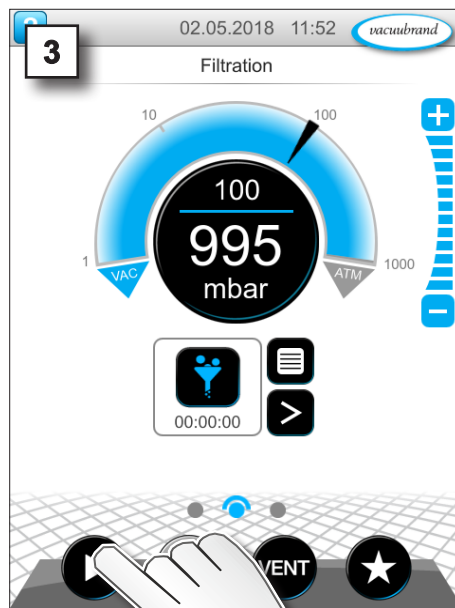 02.05.2018 11:52 vacuubrand
3
Filtration
10
100
1
1000
VAC
ATM
100
995
mbar
00:00:00
VENT